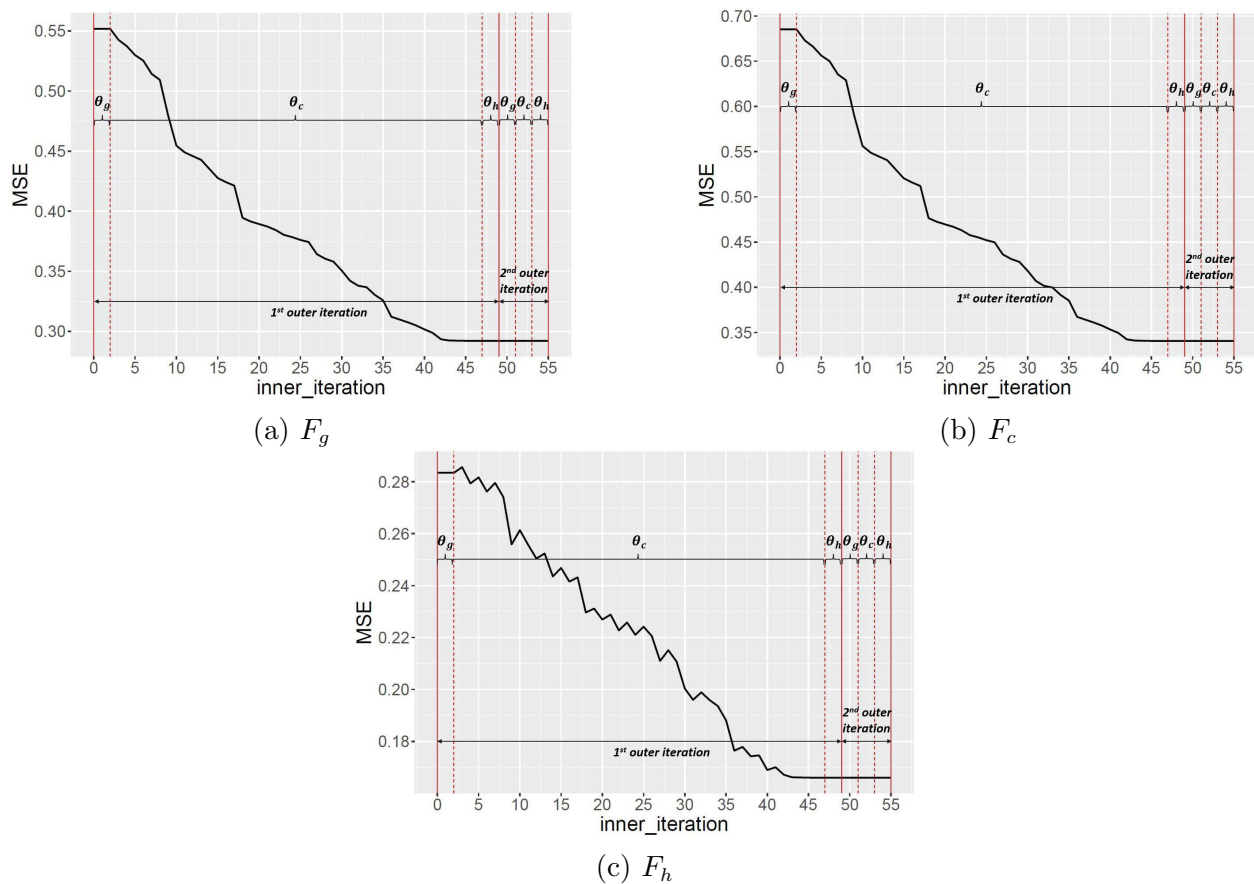 MSE
0.55
0.50
0.45
0.40
0.35
0.30
θg θc θh θg θc θh
2nd outer
iteration
1st outer iteration
0 5 10 15 20 25 30 35 40 45 50 55
inner_iteration
(a) Fg
MSE
0.70
0.65
0.60
0.55
0.50
0.45
0.40
0.35
θg θc θh θg θc θh
2nd outer
iteration
1st outer iteration
0 5 10 15 20 25 30 35 40 45 50 55
inner_iteration
(b) Fc
MSE
0.28
0.26
0.24
0.22
0.20
0.18
θg θc θh θg θc θh
2nd outer
iteration
1st outer iteration
0 5 10 15 20 25 30 35 40 45 50 55
inner_iteration
(c) Fh